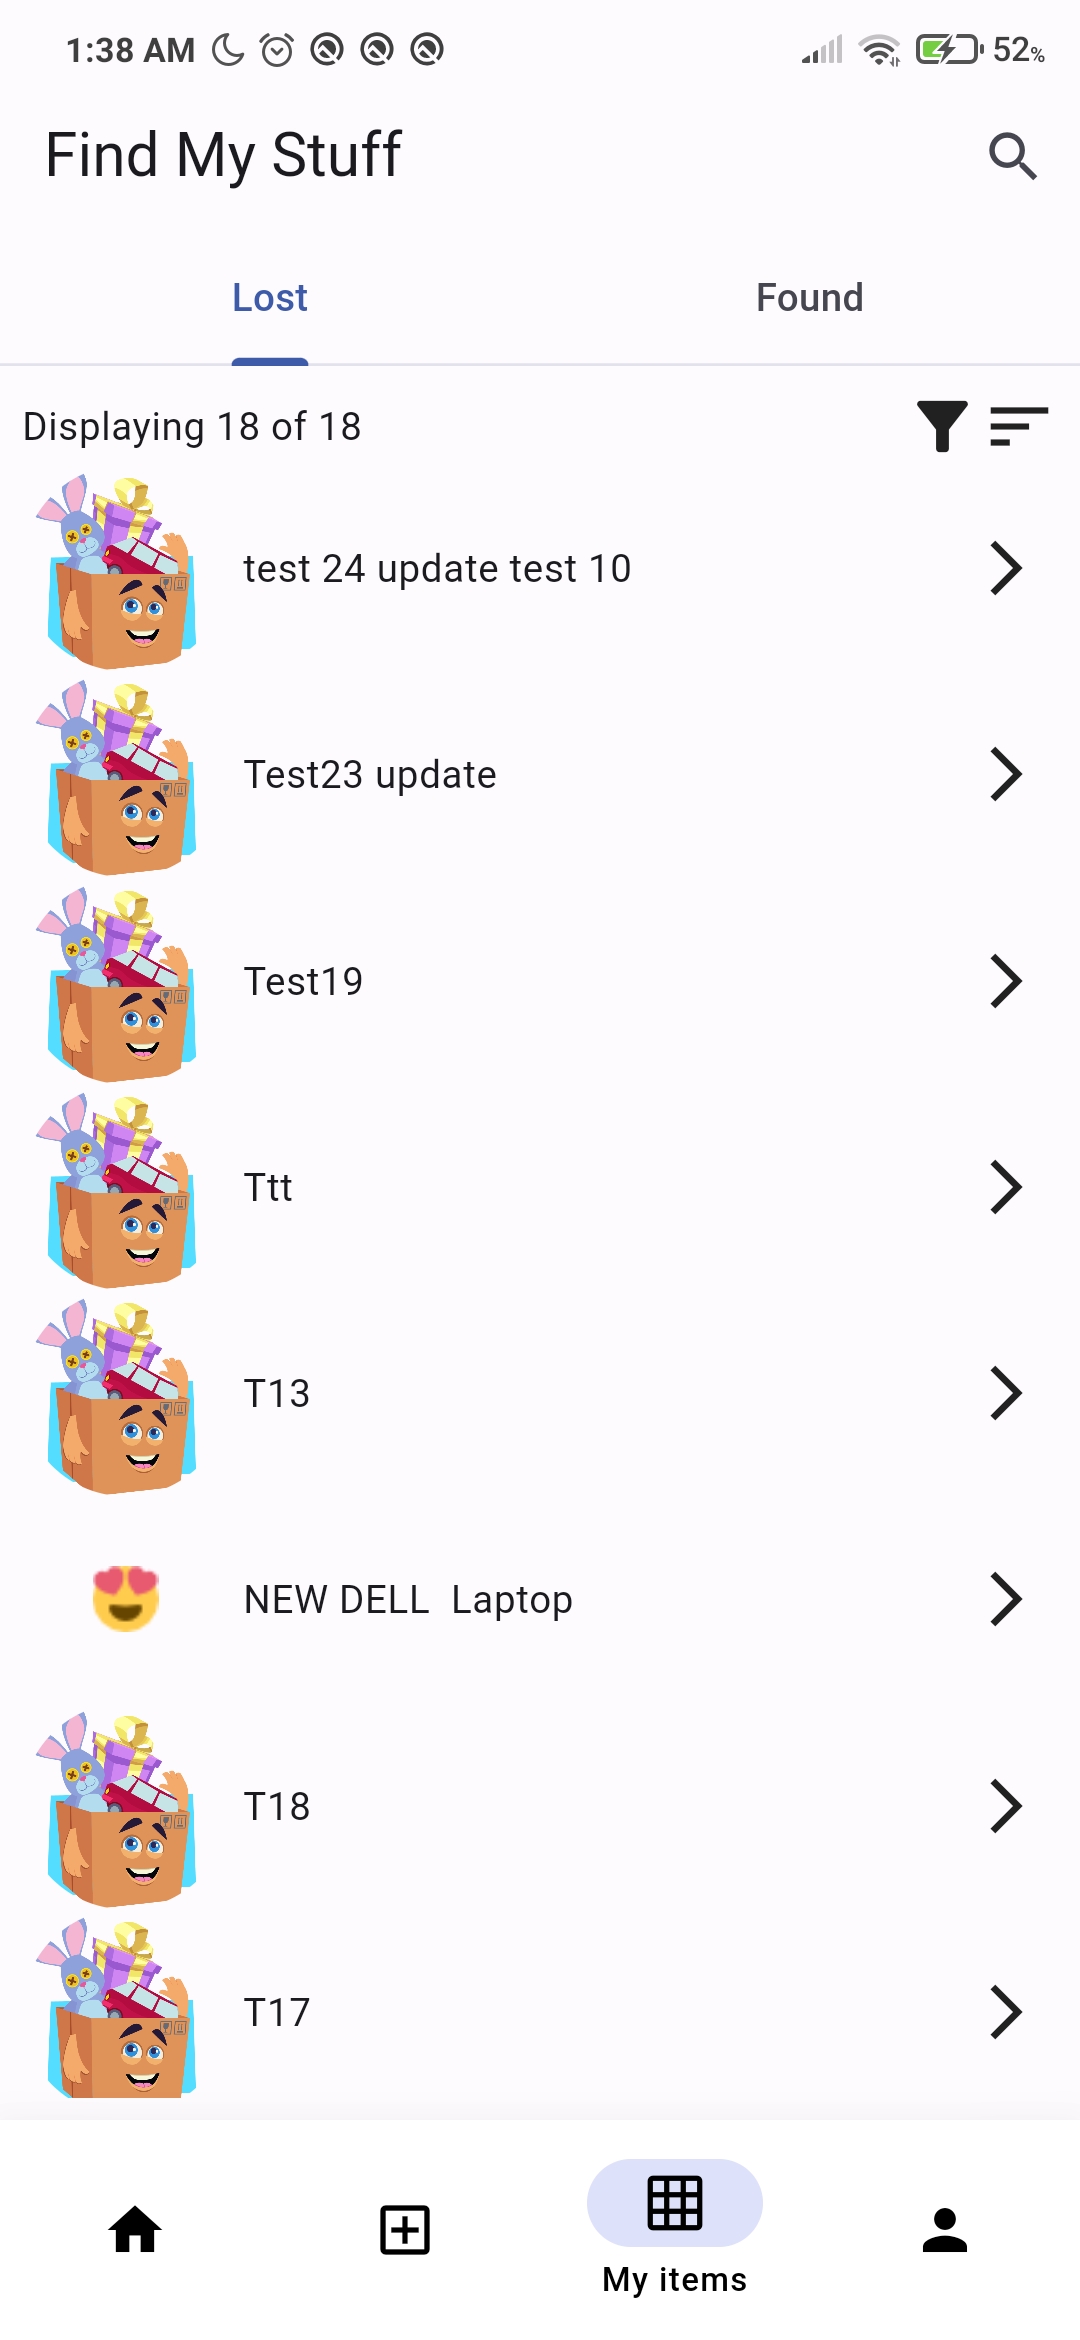 1:38 AM
52%
Find My Stuff
Lost
Found
Displaying 18 of 18
test 24 update test 10
Test23 update
Test19
Ttt
T13
NEW DELL  Laptop
T18
T17
My items